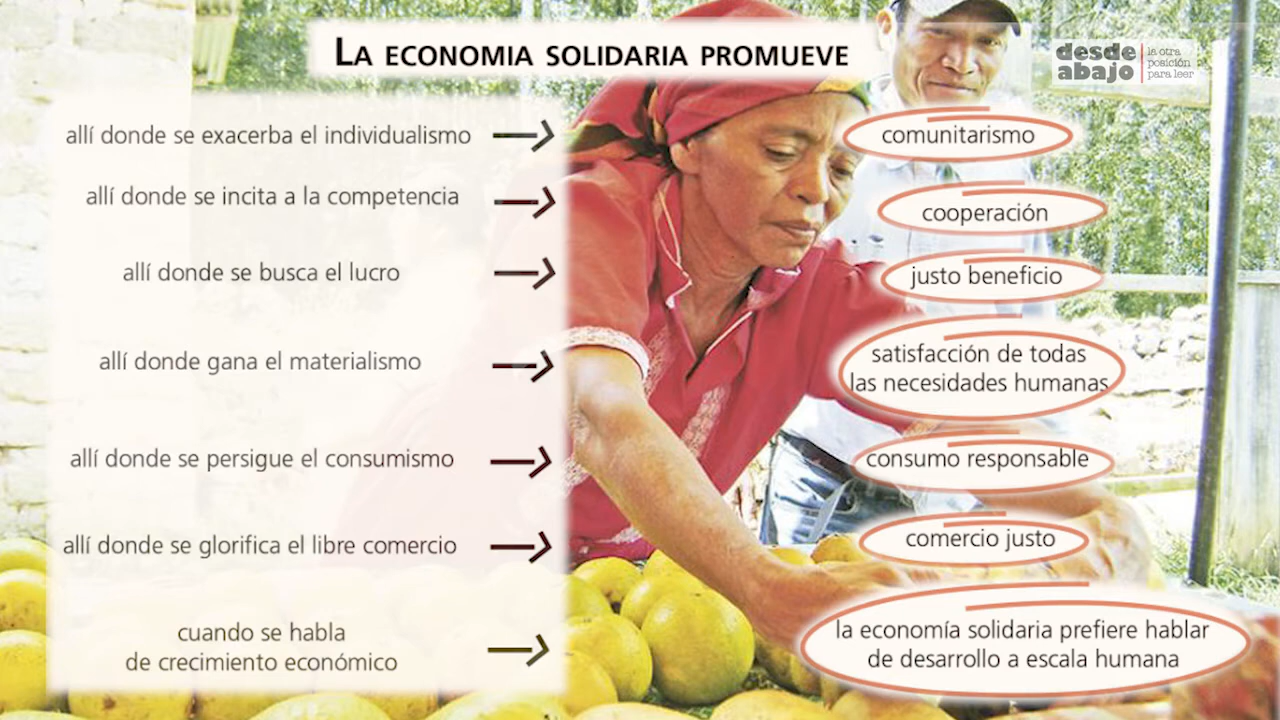 LA ECONOMIA SOLIDARIA PROMUEVE
desde abajo
la otra
posición
para leer
allí donde se exacerba el individualismo
comunitarismo
allí donde se incita a la competencia
cooperación
allí donde se busca el lucro
justo beneficio
allí donde gana el materialismo
satisfacción de todas
las necesidades humanas
allí donde se persigue el consumismo
consumo responsable
allí donde se glorifica el libre comercio
comercio justo
cuando se habla
de crecimiento económico
la economía solidaria prefiere hablar
de desarrollo a escala humana